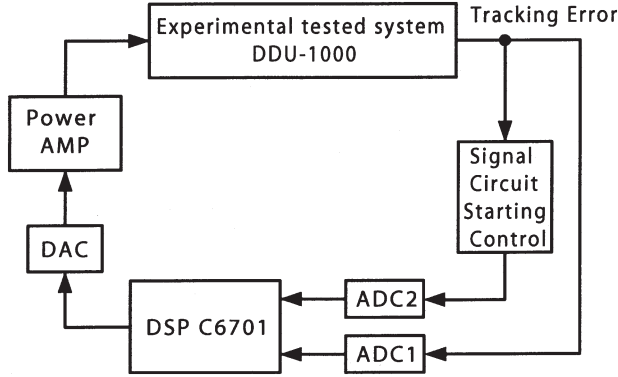 Experimental tested system
DDU-1000
Tracking Error
Power
AMP
Signal
Circuit
Starting
Control
DAC
DSP C6701
ADC2
ADC1